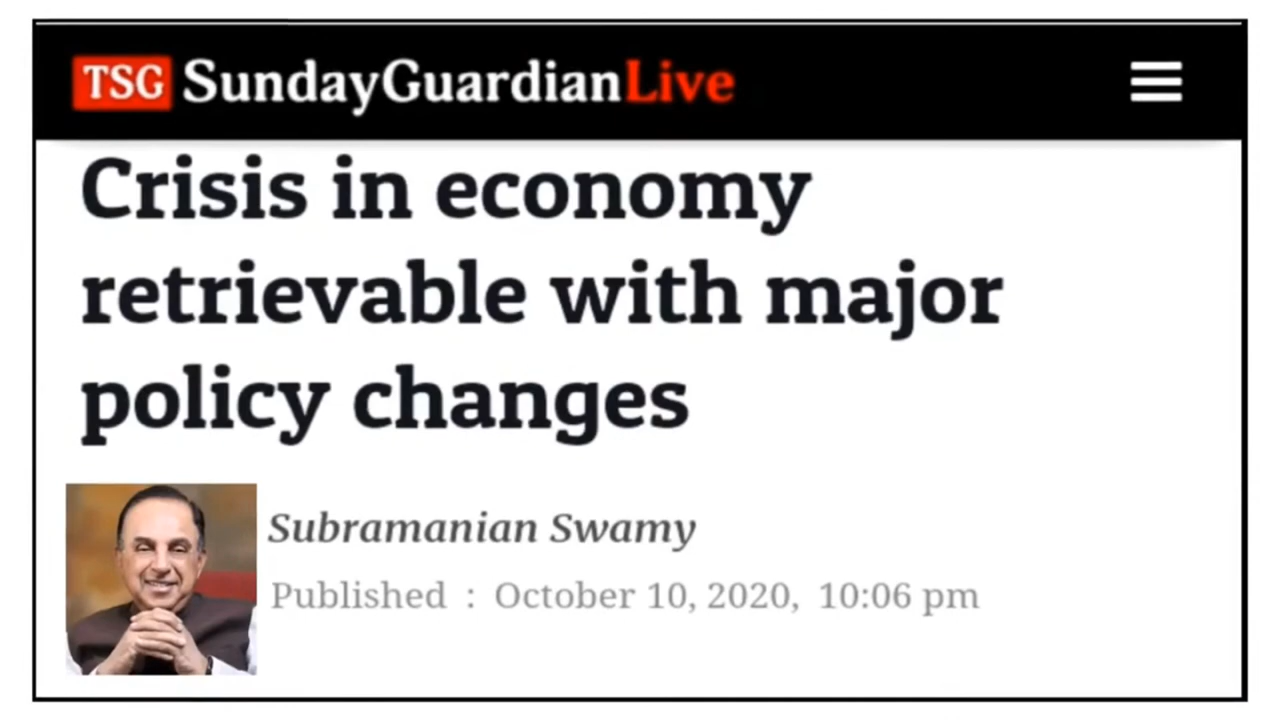 TSG SundayGuardianLive
Crisis in economy
retrievable with major
policy changes
Subramanian Swamy
Published : October 10, 2020, 10:06 pm